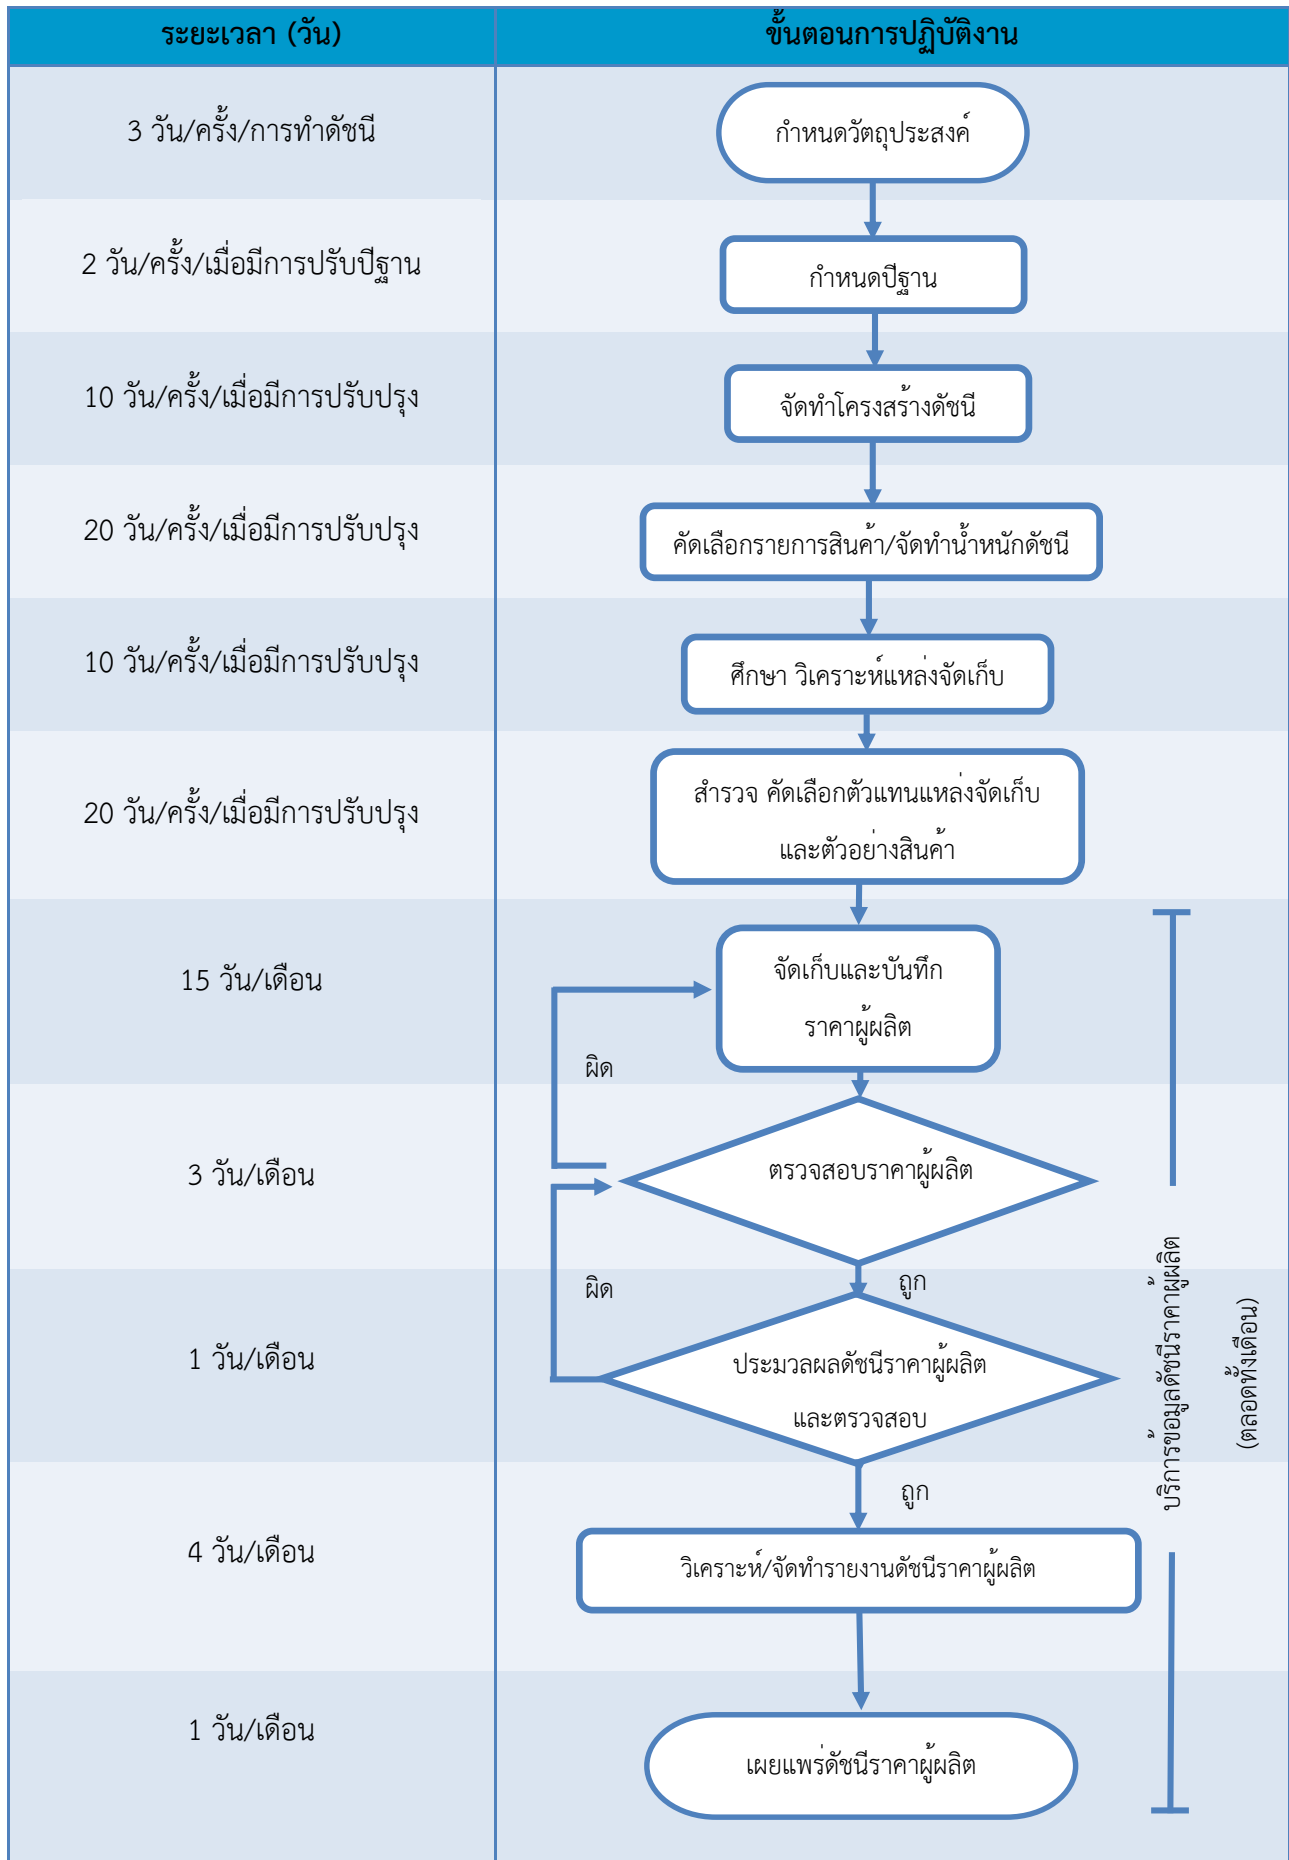 ระยะเวลา (วัน)
ขั้นตอนการปฏิบัติงาน
3 วัน/ครั้ง/การทำดัชนี
กำหนดวัตถุประสงค์
2 วัน/ครั้ง/เมื่อมีการปรับปีฐาน
กำหนดปีฐาน
10 วัน/ครั้ง/เมื่อมีการปรับปรุง
จัดทำโครงสร้างดัชนี
20 วัน/ครั้ง/เมื่อมีการปรับปรุง
คัดเลือกรายการสินค้า/จัดทำน้ำหนักดัชนี
10 วัน/ครั้ง/เมื่อมีการปรับปรุง
ศึกษา วิเคราะห์แหล่งจัดเก็บ
20 วัน/ครั้ง/เมื่อมีการปรับปรุง
สำรวจ คัดเลือกตัวแทนแหล่งจัดเก็บ
และตัวอย่างสินค้า
15 วัน/เดือน
จัดเก็บและบันทึก
ราคาผู้ผลิต
ผิด
3 วัน/เดือน
ตรวจสอบราคาผู้ผลิต
ถูก
ผิด
1 วัน/เดือน
ประมวลผลดัชนีราคาผู้ผลิต
และตรวจสอบ
ถูก
บริการข้อมูลดัชนีราคาผู้ผลิต
(ตลอดทั้งเดือน)
4 วัน/เดือน
วิเคราะห์/จัดทำรายงานดัชนีราคาผู้ผลิต
1 วัน/เดือน
เผยแพร่ดัชนีราคาผู้ผลิต